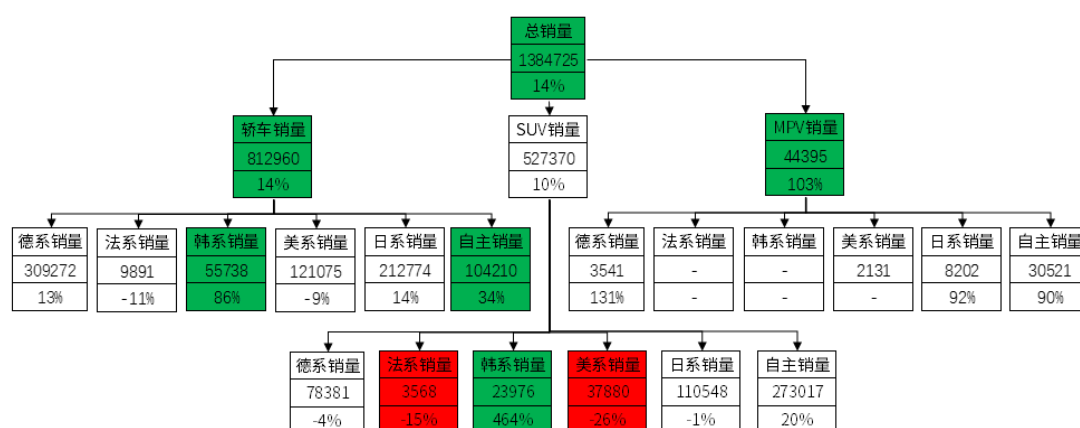 总销量
1384725
14%
轿车销量
812960
14%
SUV销量
527370
10%
MPV销量
44395
103%
德系销量
309272
13%
法系销量
9891
-11%
韩系销量
55738
86%
美系销量
121075
-9%
日系销量
212774
14%
自主销量
104210
34%
德系销量
3541
131%
法系销量
-
-
韩系销量
-
-
美系销量
2131
-
日系销量
8202
92%
自主销量
30521
90%
德系销量
78381
-4%
法系销量
3568
-15%
韩系销量
23976
464%
美系销量
37880
-26%
日系销量
110548
-1%
自主销量
273017
20%